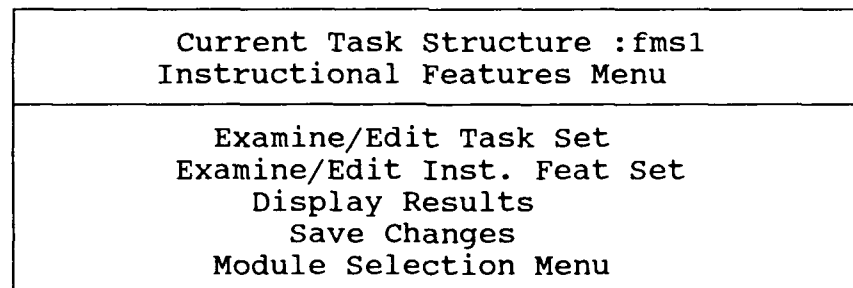 Current Task Structure :fms1
Instructional Features Menu
Examine/Edit Task Set
Examine/Edit Inst. Feat Set
Display Results
Save Changes
Module Selection Menu